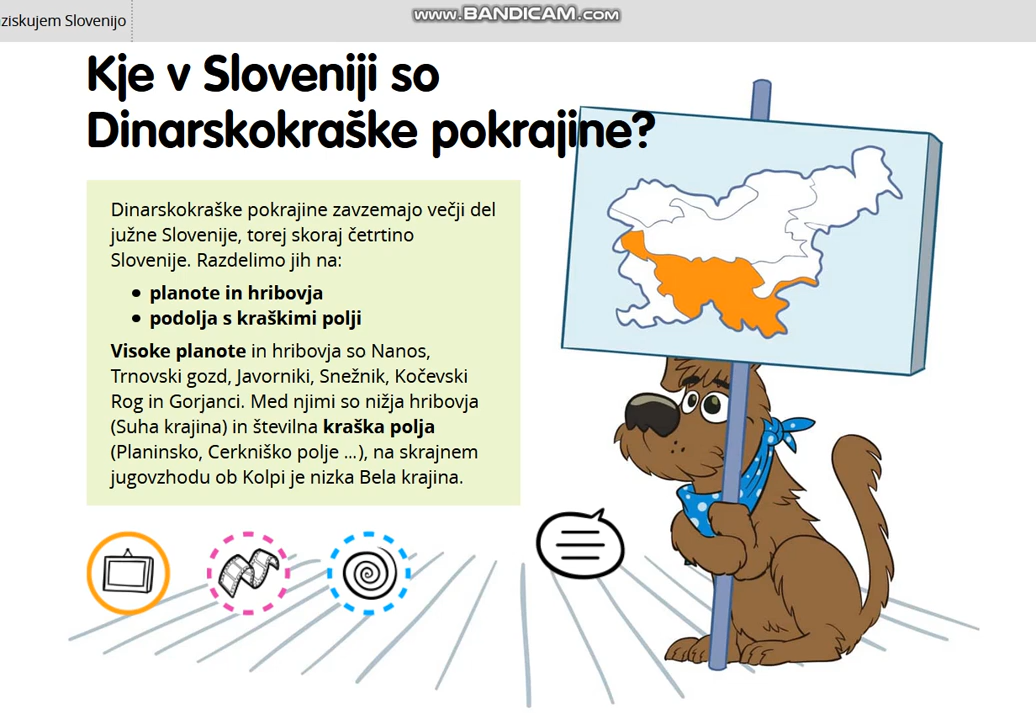 ziskujem Slovenijo
www.BANDICAM.com
Kje v Sloveniji so
Dinarskokraške pokrajine?
Dinarskokraške pokrajine zavzemajo večji del
južne Slovenije, torej skoraj četrtino
Slovenije. Razdelimo jih na:
• planote in hribovja
• podolja s kraškimi polji
Visoke planote in hribovja so Nanos,
Trnovski gozd, Javorniki, Snežnik, Kočevski
Rog in Gorjanci. Med njimi so nižja hribovja
(Suha krajina) in številna kraška polja
(Planinsko, Cerkniško polje ...), na skrajnem
jugovzhodu ob Kolpi je nizka Bela krajina.